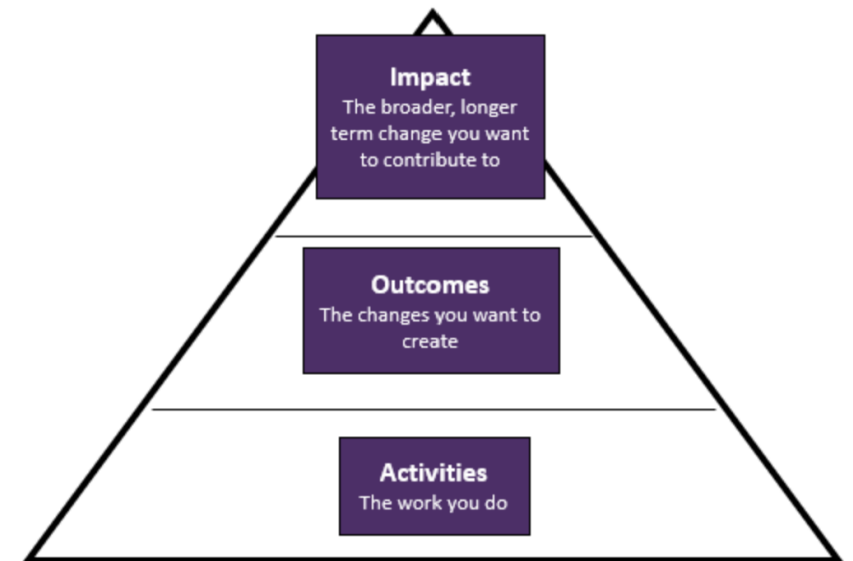 Impact
The broader, longer
term change you want
to contribute to
Outcomes
The changes you want to
create
Activities
The work you do